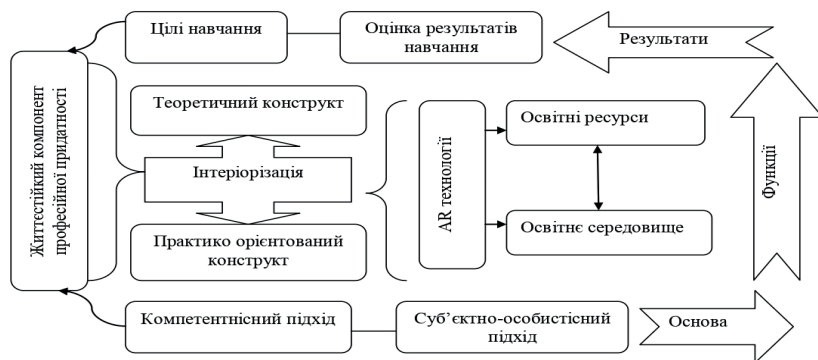 Цілі навчання
Оцінка результатів
навчання
Результати
Життєстійкий компонент
професійної придатності
Теоретичний конструкт
Інтеріорізація
Практико орієнтований
конструкт
AR технології
Освітні ресурси
Освітнє середовище
Функції
Компетентнісний підхід
Суб’єктно-особистісний
підхід
Основа